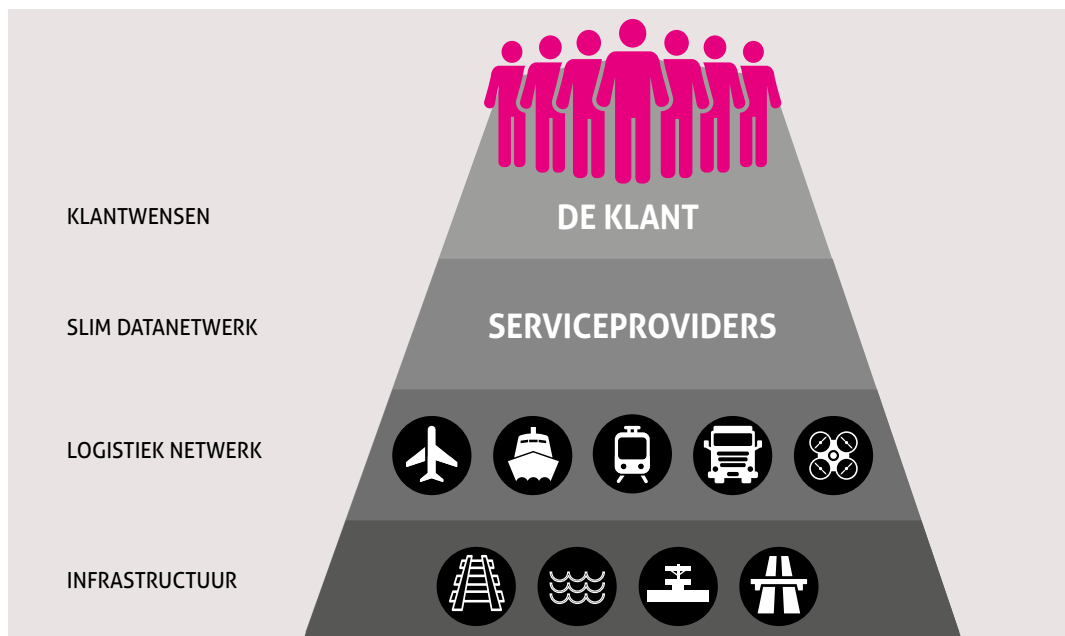 KLANTWENSEN
DE KLANT
SLIM DATANETWERK
SERVICEPROVIDERS
LOGISTIEK NETWERK
INFRASTRUCTUUR